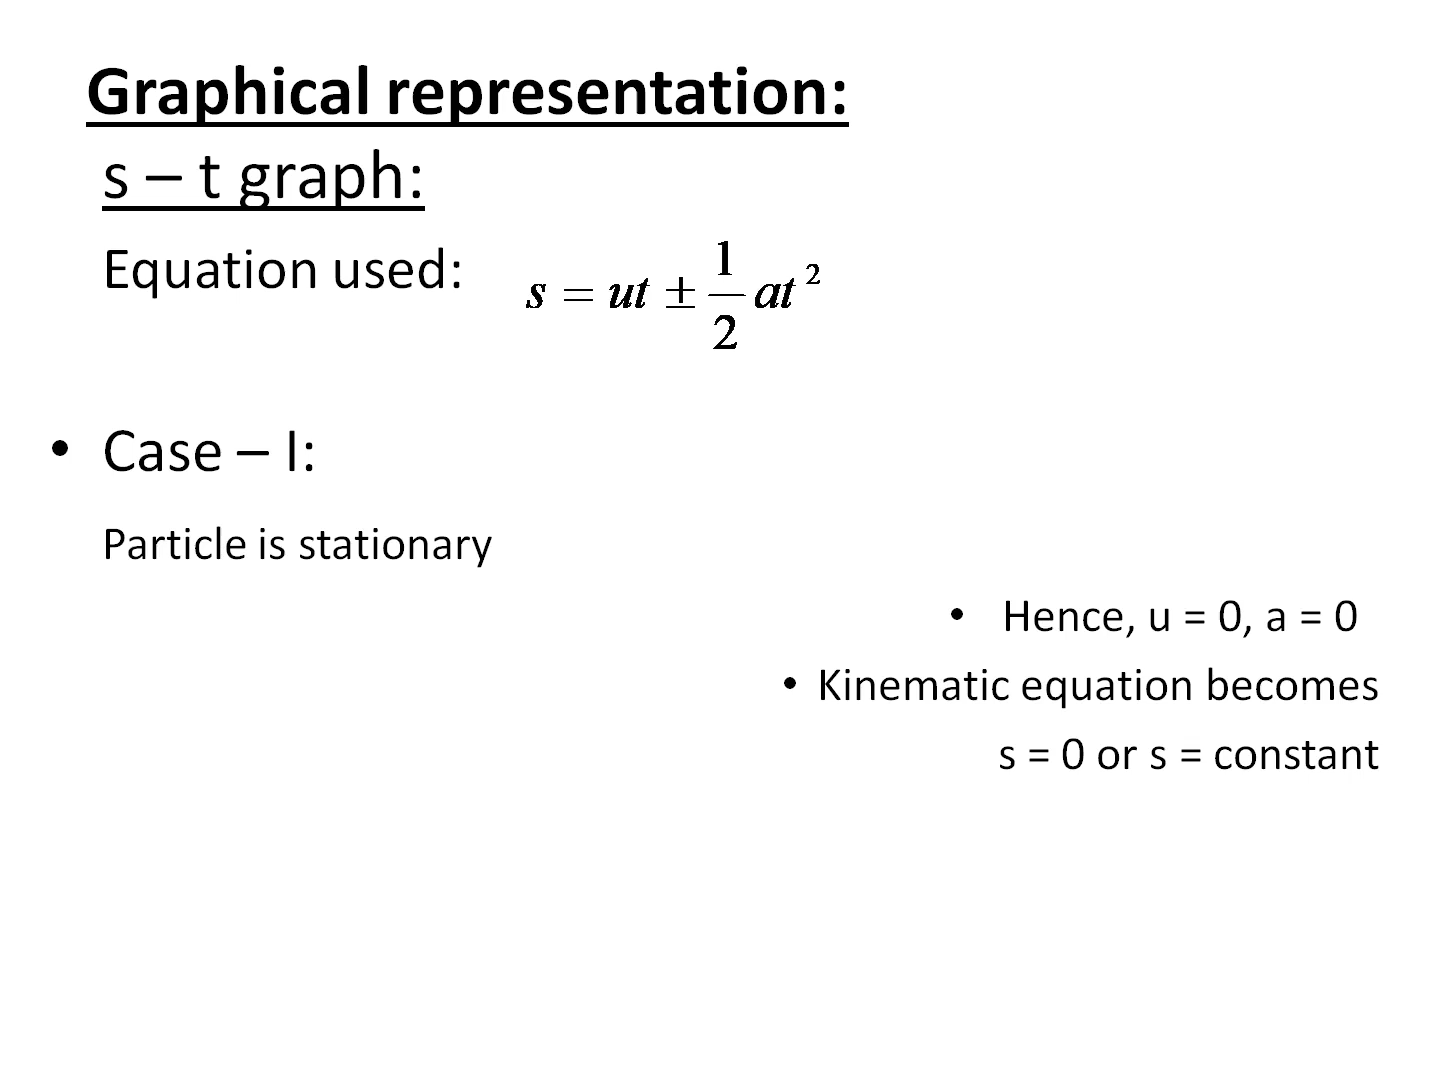 Graphical representation:
s – t graph:
Equation used: s = ut ± 1/2 at²
• Case – I:
Particle is stationary
• Hence, u = 0, a = 0
• Kinematic equation becomes
s = 0 or s = constant